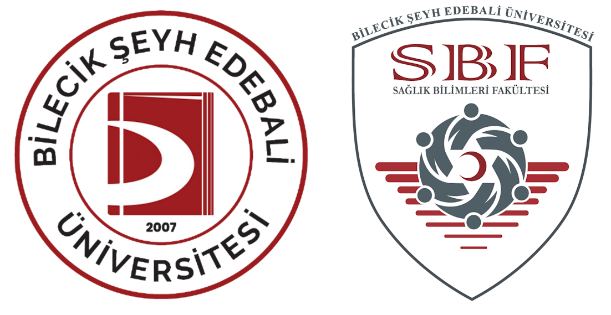 BİLECİK ŞEYH EDEBALİ
ÜNİVERSİTESİ
2007
BİLECİK ŞEYH EDEBALİ ÜNİVERSİTESİ
SBF
SAĞLIK BİLİMLERİ FAKÜLTESİ